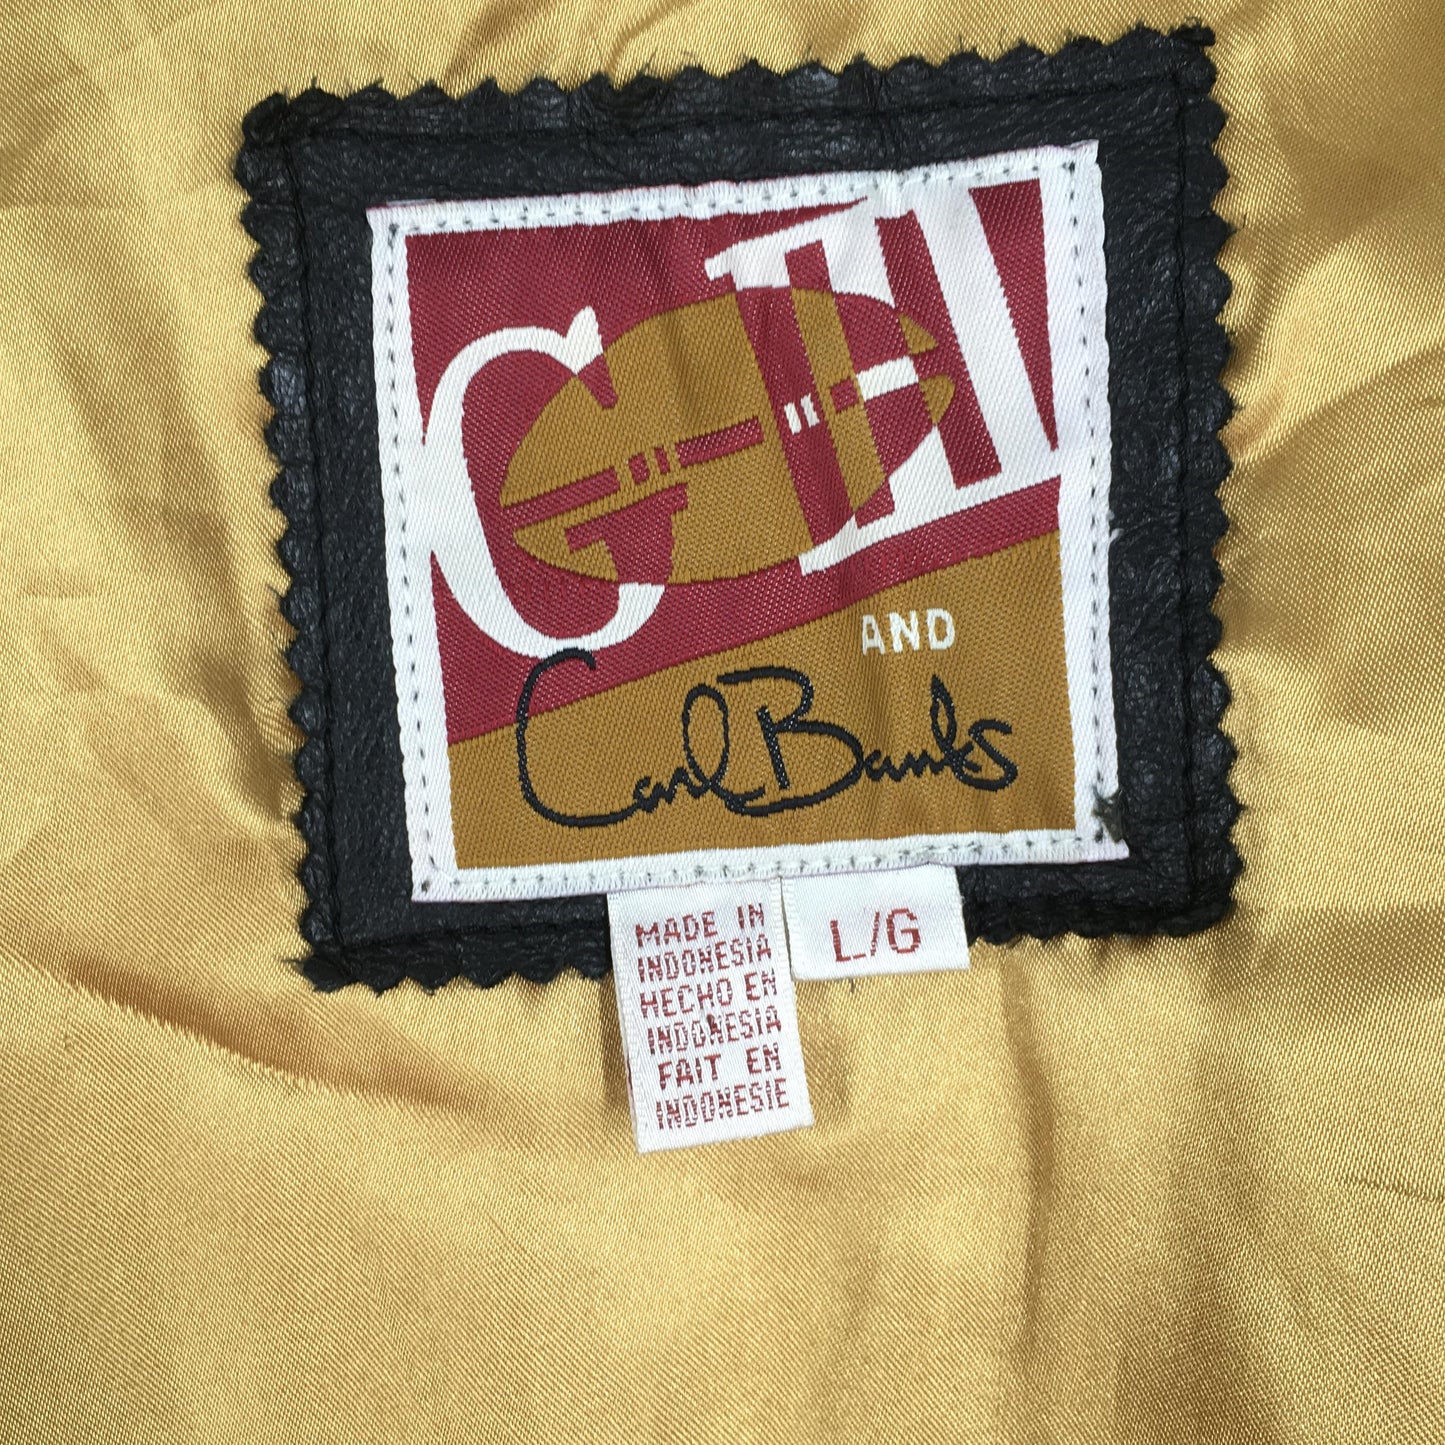 G-III
AND
Carl Banks
MADE IN
INDONESIA
HECHO EN
INDONESIA
FAIT EN
INDONESIE
L/G